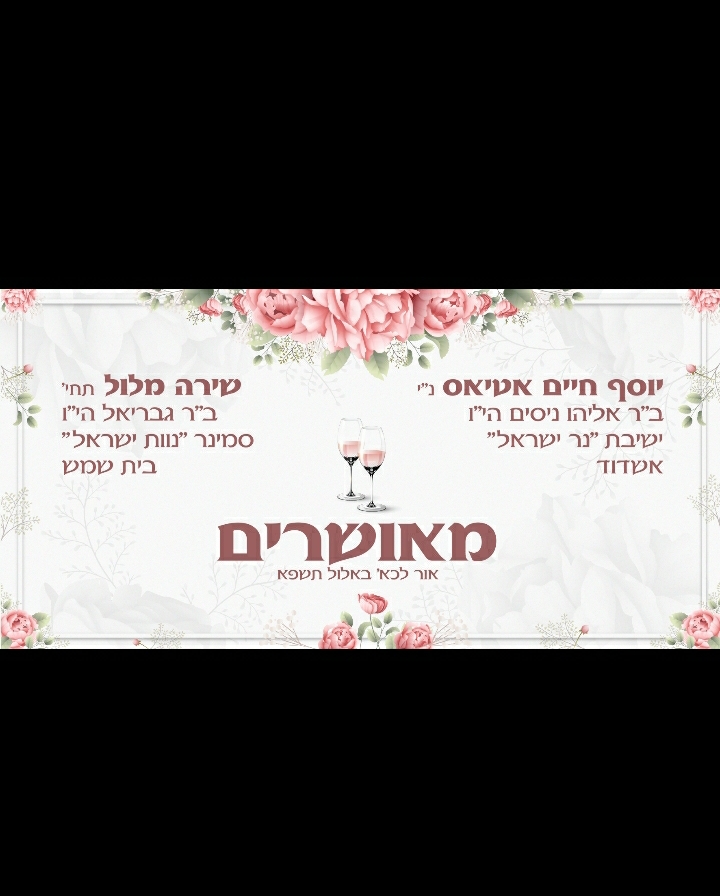 יוסף חיים אטיאס נ"י
ב"ר אליהו ניסים הי"ו
ישיבת "נר ישראל"
אשדוד
שירה מלול תחי'
ב"ר גבריאל הי"ו
סמינר "נוות ישראל"
בית שמש
מאושרים
אור לכא' באלול תשפא